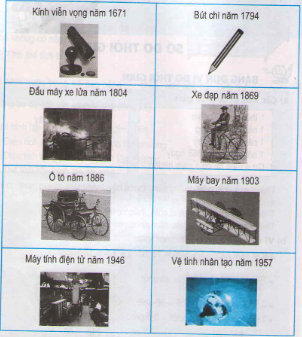 Kính viễn vọng năm 1671
Bút chì năm 1794
Đầu máy xe lửa năm 1804
Xe đạp năm 1869
Ô tô năm 1886
Máy bay năm 1903
Máy tính điện tử năm 1946
Vệ tinh nhân tạo năm 1957